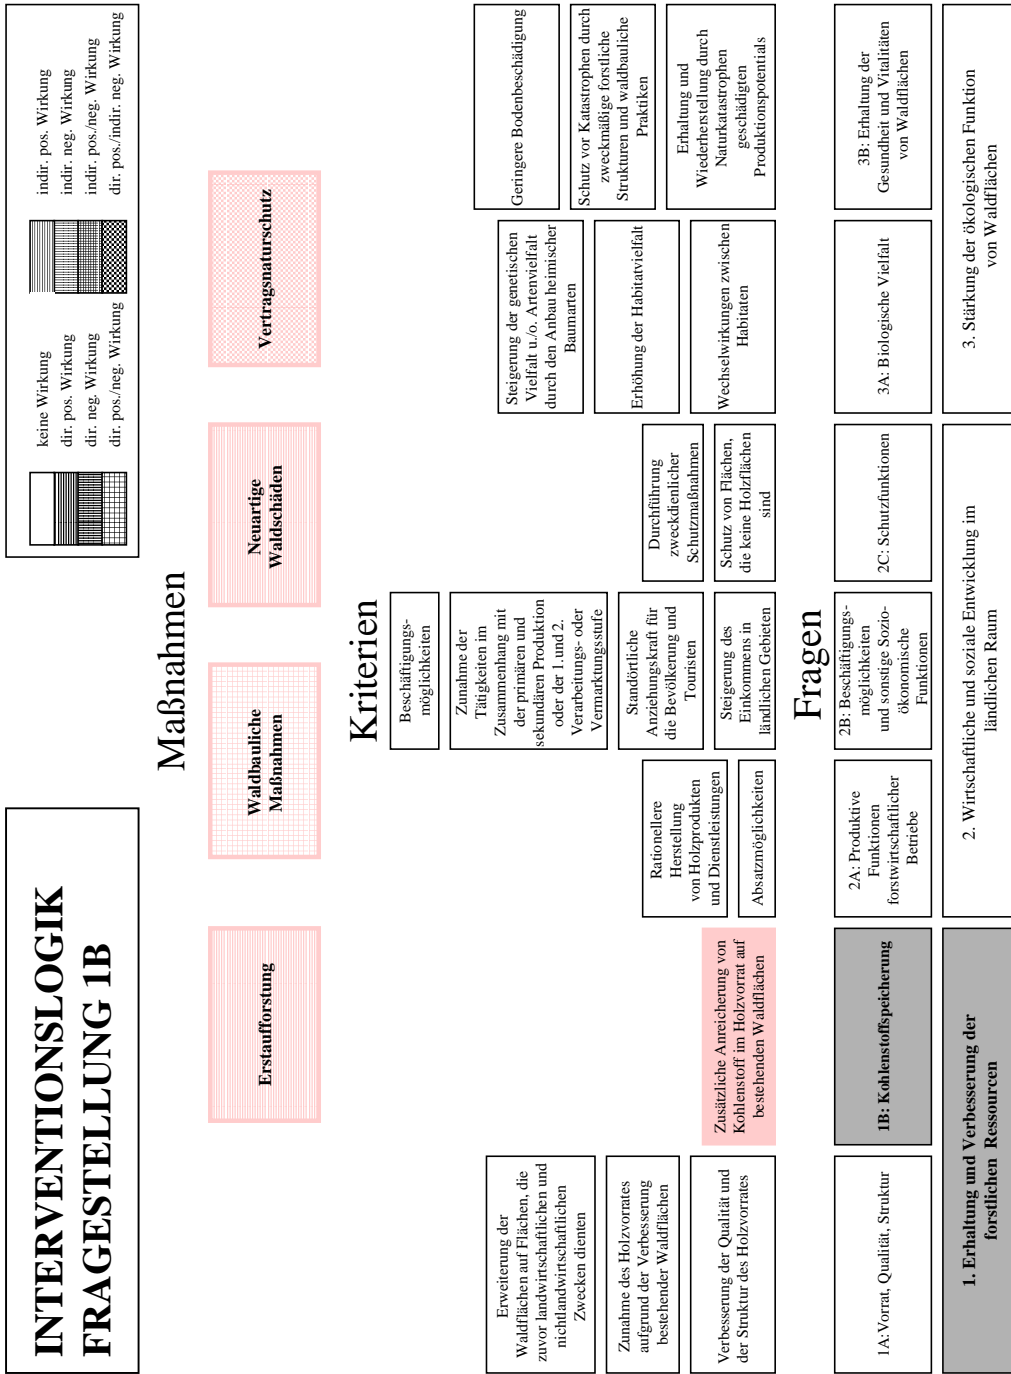 INTERVENTIONSLOGIK
FRAGESTELLUNG 1B
keine Wirkung
dir. pos. Wirkung
dir. neg. Wirkung
dir. pos./neg. Wirkung
indir. pos. Wirkung
indir. neg. Wirkung
indir. pos./neg. Wirkung
dir. pos./indir. neg. Wirkung
Maßnahmen
Erstaufforstung
Waldbauliche
Maßnahmen
Neuartige
Waldschäden
Vertragsnaturschutz
Kriterien
Erweiterung der
Waldflächen auf Flächen, die
zuvor landwirtschaftlichen und
nichtlandwirtschaftlichen
Zwecken dienten
Zunahme des Holzvorrates
aufgrund der Verbesserung
bestehender Waldflächen
Verbesserung der Qualität und
der Struktur des Holzvorrates
Zusätzliche Anreicherung von
Kohlenstoff im Holzvorrat auf
bestehenden Waldflächen
Rationellere
Herstellung
von Holzprodukten
und Dienstleistungen
Absatzmöglichkeiten
Beschäftigungs-
möglichkeiten
Zunahme der
Tätigkeiten im
Zusammenhang mit
der primären und
sekundären Produktion
oder der 1. und 2.
Verarbeitungs- oder
Vermarktungsstufe
Standörtliche
Anziehungskraft für
die Bevölkerung und
Touristen
Steigerung des
Einkommens in
ländlichen Gebieten
Durchführung
zweckdienlicher
Schutzmaßnahmen
Schutz von Flächen,
die keine Holzflächen
sind
Steigerung der genetischen
Vielfalt u./o. Artenvielfalt
durch den Anbau heimischer
Baumarten
Erhöhung der Habitatvielfalt
Wechselwirkungen zwischen
Habitaten
Geringere Bodenbeschädigung
Schutz vor Katastrophen durch
zweckmäßige forstliche
Strukturen und waldbauliche
Praktiken
Erhaltung und
Wiederherstellung durch
Naturkatastrophen
geschädigten
Produktionspotentials
Fragen
1A: Vorrat, Qualität, Struktur
1B: Kohlenstoffspeicherung
2A: Produktive
Funktionen
forstwirtschaftlicher
Betriebe
2B: Beschäftigungs-
möglichkeiten
und sonstige Sozio-
ökonomische
Funktionen
2C: Schutzfunktionen
3A: Biologische Vielfalt
3B: Erhaltung der
Gesundheit und Vitalitäten
von Waldflächen
1. Erhaltung und Verbesserung der
forstlichen Ressourcen
2. Wirtschaftliche und soziale Entwicklung im
ländlichen Raum
3. Stärkung der ökologischen Funktion
von Waldflächen